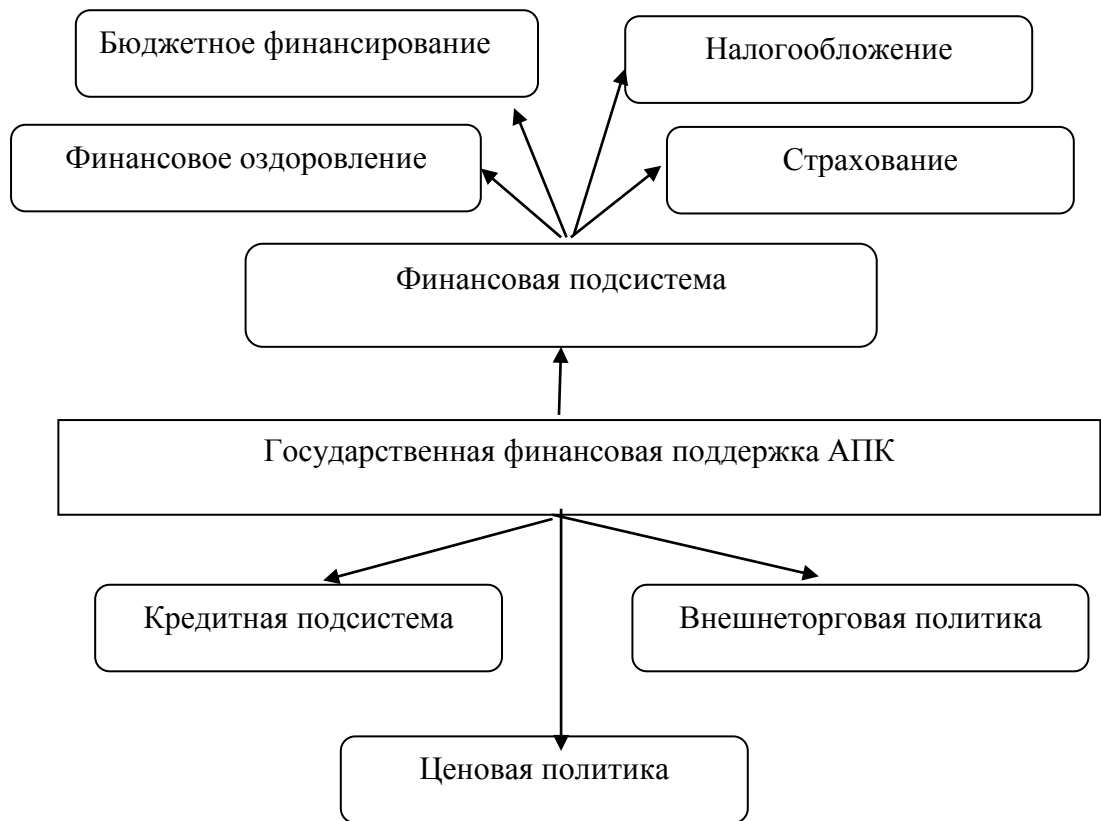 Бюджетное финансирование
Налогообложение
Финансовое оздоровление
Страхование
Финансовая подсистема
Государственная финансовая поддержка АПК
Кредитная подсистема
Внешнеторговая политика
Ценовая политика